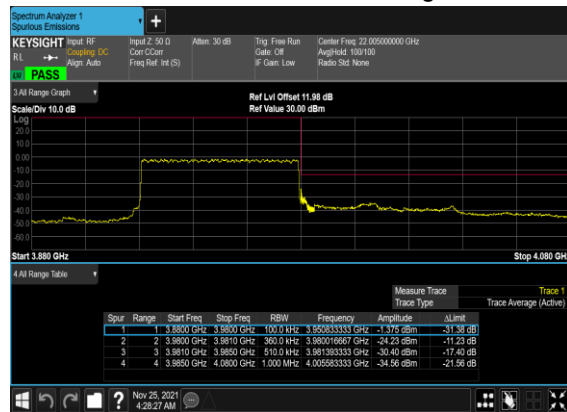 Spectrum Analyzer 1
Spurious Emissions
KEYSIGHT Input: RF Input Z: 50 Ω Atten: 30 dB Trig: Free Run Center Freq: 22.005000000 GHz
RL Coupling: DC Corr CCorr Gate: Off Avg|Hold: 100/100
Align: Auto Freq Ref: Int (S) IF Gain: Low Radio Std: None
PASS
3 All Range Graph
Ref Lvl Offset 11.98 dB
Scale/Div 10.0 dB Ref Value 30.00 dBm
Log
20.0
10.0
0.00
-10.0
-20.0
-30.0
-40.0
-50.0
-60.0
Start 3.880 GHz Stop 4.080 GHz
4 All Range Table
Measure Trace Trace 1
Trace Type Trace Average (Active)
Spur Range Start Freq Stop Freq RBW Frequency Amplitude ΔLimit
1 1 3.8800 GHz 3.9800 GHz 100.0 kHz 3.950833333 GHz -1.375 dBm -31.38 dB
2 2 3.9800 GHz 3.9810 GHz 360.0 kHz 3.980016667 GHz -24.23 dBm -11.23 dB
3 3 3.9810 GHz 3.9850 GHz 510.0 kHz 3.981393333 GHz -30.40 dBm -17.40 dB
4 4 3.9850 GHz 4.0800 GHz 1.000 MHz 4.005583333 GHz -34.56 dBm -21.56 dB
? Nov 25, 2021
4:28:27 AM